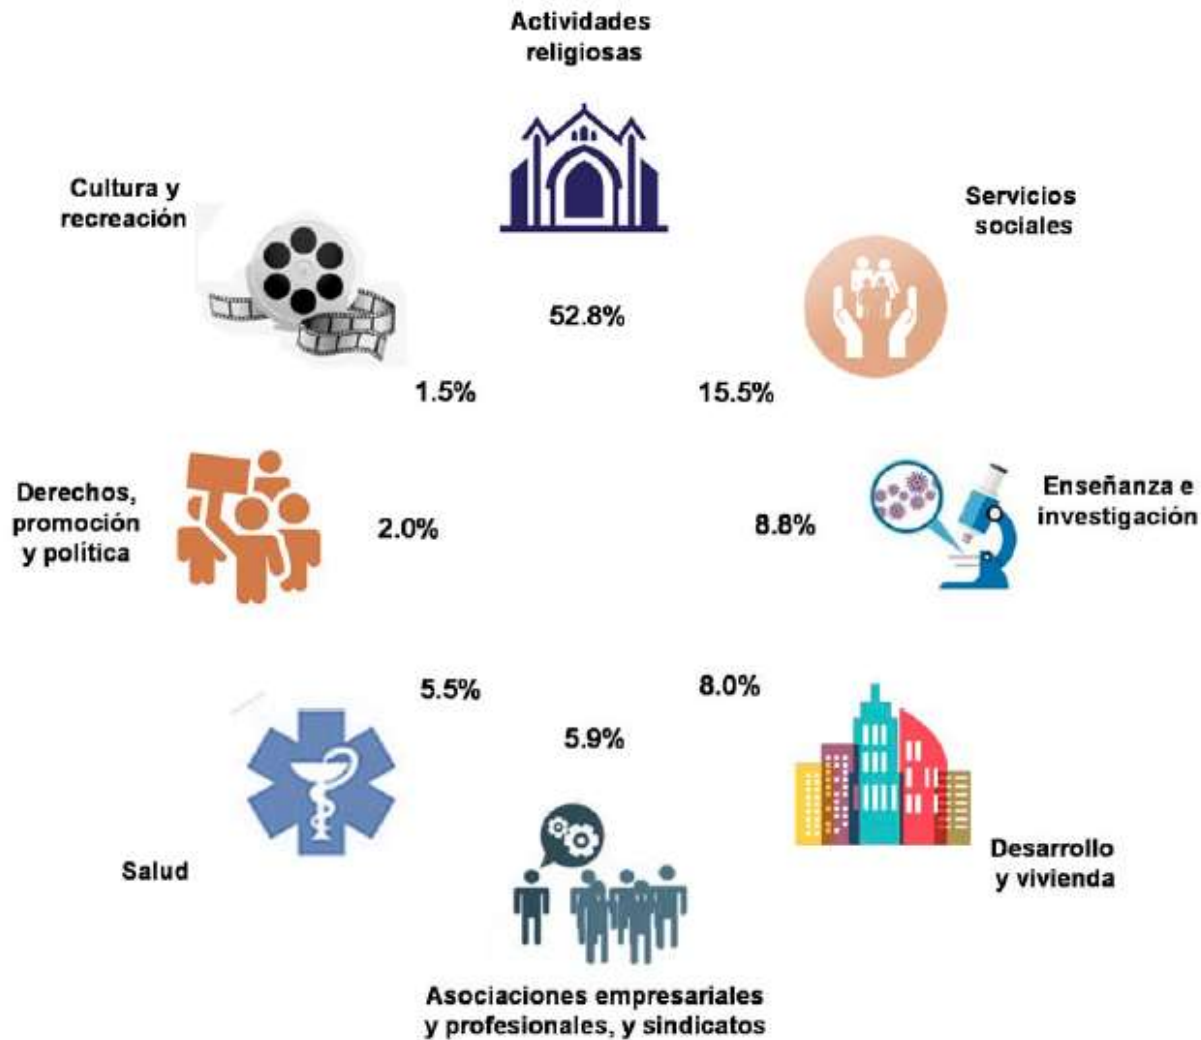 Actividades
religiosas
52.8%
Servicios
sociales
15.5%
Enseñanza e
investigación
8.8%
Desarrollo
y vivienda
8.0%
Asociaciones empresariales
y profesionales, y sindicatos
5.9%
Salud
5.5%
Derechos,
promoción
y política
2.0%
Cultura y
recreación
1.5%